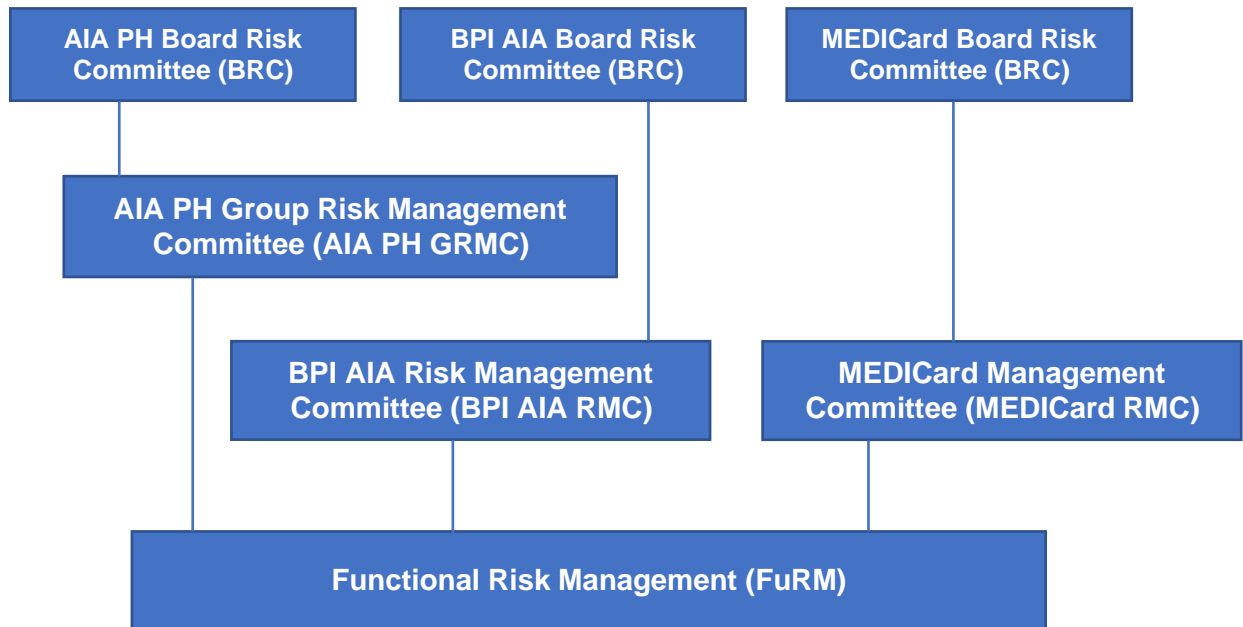 AIA PH Board Risk
Committee (BRC)
BPI AIA Board Risk
Committee (BRC)
MEDICard Board Risk
Committee (BRC)
AIA PH Group Risk Management
Committee (AIA PH GRMC)
BPI AIA Risk Management
Committee (BPI AIA RMC)
MEDICard Management
Committee (MEDICard RMC)
Functional Risk Management (FuRM)